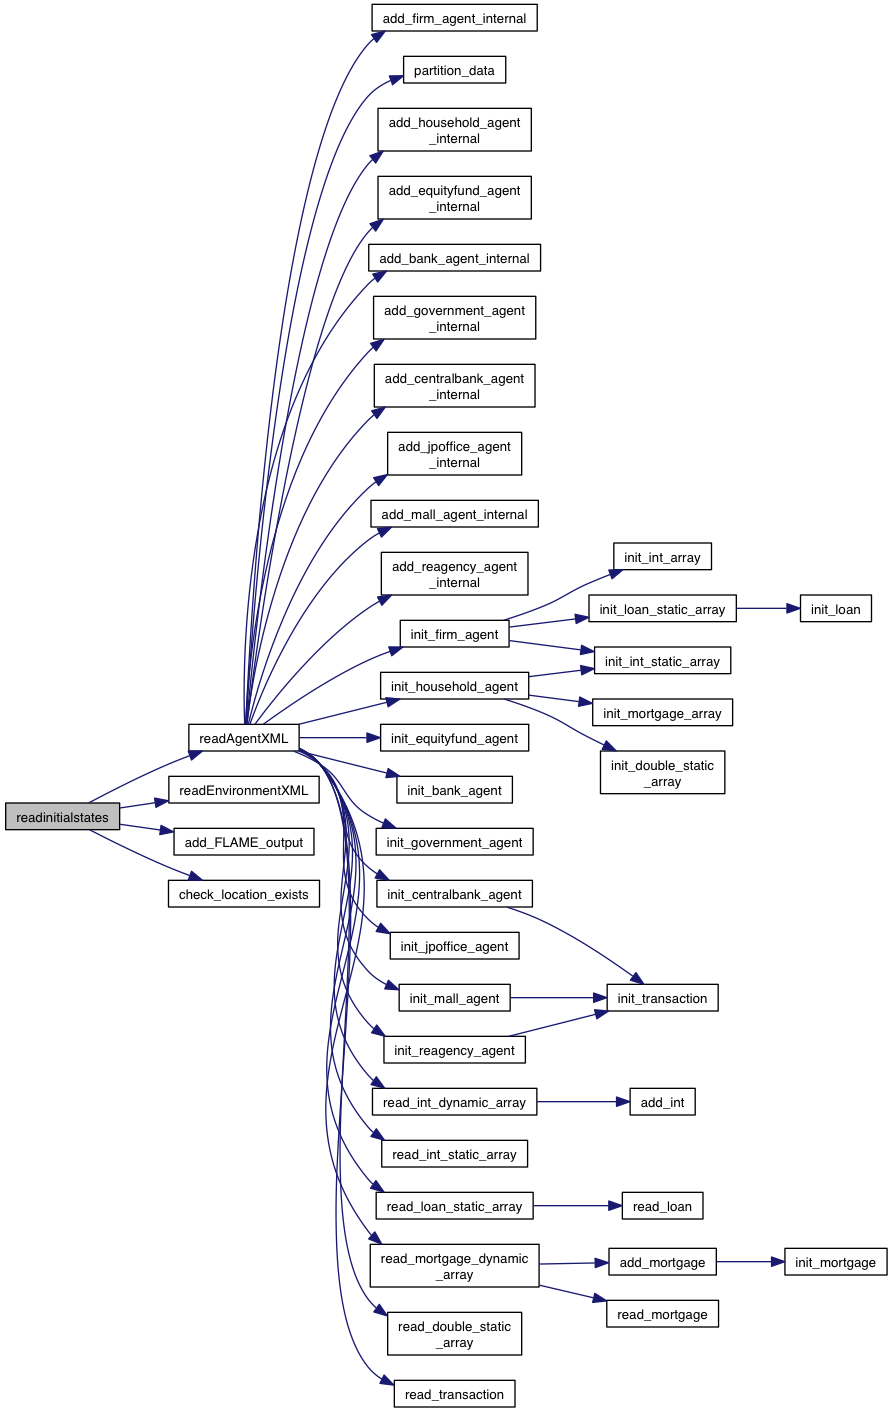 add_firm_agent_internal
partition_data
add_household_agent
_internal
add_equityfund_agent
_internal
add_bank_agent_internal
add_government_agent
_internal
add_centralbank_agent
_internal
add_jpoffice_agent
_internal
add_mall_agent_internal
add_reagency_agent
_internal
init_int_array
init_loan_static_array
init_loan
init_firm_agent
init_int_static_array
init_household_agent
init_mortgage_array
readAgentXML
init_equityfund_agent
init_double_static
_array
readEnvironmentXML
init_bank_agent
readinitialstates
add_FLAME_output
init_government_agent
check_location_exists
init_centralbank_agent
init_jpoffice_agent
init_mall_agent
init_transaction
init_reagency_agent
read_int_dynamic_array
add_int
read_int_static_array
read_loan_static_array
read_loan
read_mortgage_dynamic
_array
add_mortgage
init_mortgage
read_mortgage
read_double_static
_array
read_transaction